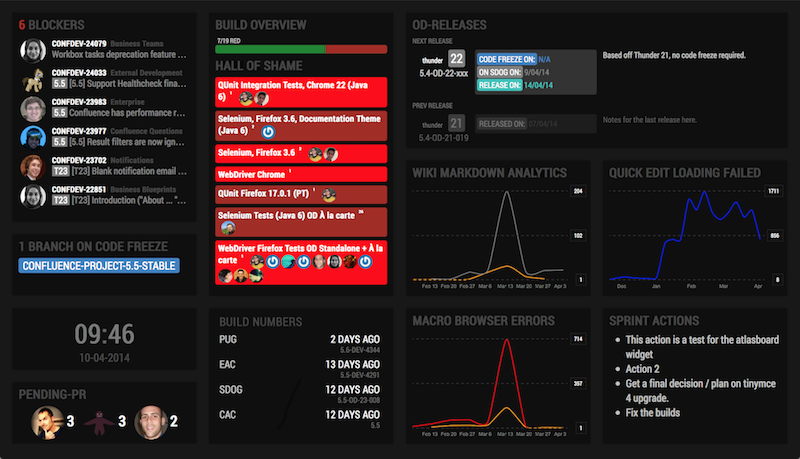 6 BLOCKERS
CONFDEV-24079 Business Teams
Workbox tasks deprecation feature ...
CONFDEV-24033 External Development
5.5 [5.5] Support Healthcheck fina...
CONFDEV-23983 Enterprise
5.5 Confluence has performance r...
CONFDEV-23977 Confluence Questions
5.5 [5.5] Result filters are now ign...
CONFDEV-23702 Notifications
T23 [T23] Blank notification email ...
CONFDEV-22851 Business Blueprints
T23 [T23] Introduction ("About ... "...
1 BRANCH ON CODE FREEZE
CONFLUENCE-PROJECT-5.5-STABLE
09:46
10-04-2014
PENDING-PR
3 3 2
BUILD OVERVIEW
7/19 RED
HALL OF SHAME
QUnit Integration Tests, Chrome 22 (Java
6)
Selenium, Firefox 3.6, Documentation Theme
(Java 6)
Selenium, Firefox 3.6
WebDriver Chrome
QUnit Firefox 17.0.1 (PT)
Selenium Tests (Java 6) OD À la carte
WebDriver Firefox Tests OD Standalone + À la
carte
BUILD NUMBERS
PUG 2 DAYS AGO
5.5-DEV-4344
EAC 13 DAYS AGO
5.5-DEV-4291
SDOG 12 DAYS AGO
5.5-OD-23-008
CAC 12 DAYS AGO
5.5
OD-RELEASES
NEXT RELEASE
thunder 22
5.4-OD-22-xxx
CODE FREEZE ON: N/A
ON SDOG ON: 9/04/14
RELEASE ON: 14/04/14
Based off Thunder 21, no code freeze required.
PREV RELEASE
thunder 21
5.4-OD-21-019
RELEASED ON: 07/04/14
Notes for the last release here.
WIKI MARKDOWN ANALYTICS
204
102
1
Feb 13 Feb 20 Feb 27 Mar 6 Mar 13 Mar 20 Mar 27 Apr 3
QUICK EDIT LOADING FAILED
1711
856
Dec Jan Feb Mar Apr
MACRO BROWSER ERRORS
714
357
1
Feb 13 Feb 20 Feb 27 Mar 6 Mar 13 Mar 20 Mar 27 Apr 3
SPRINT ACTIONS
• This action is a test for the atlasboard
widget
• Action 2
• Get a final decision / plan on tinymce
4 upgrade.
• Fix the builds